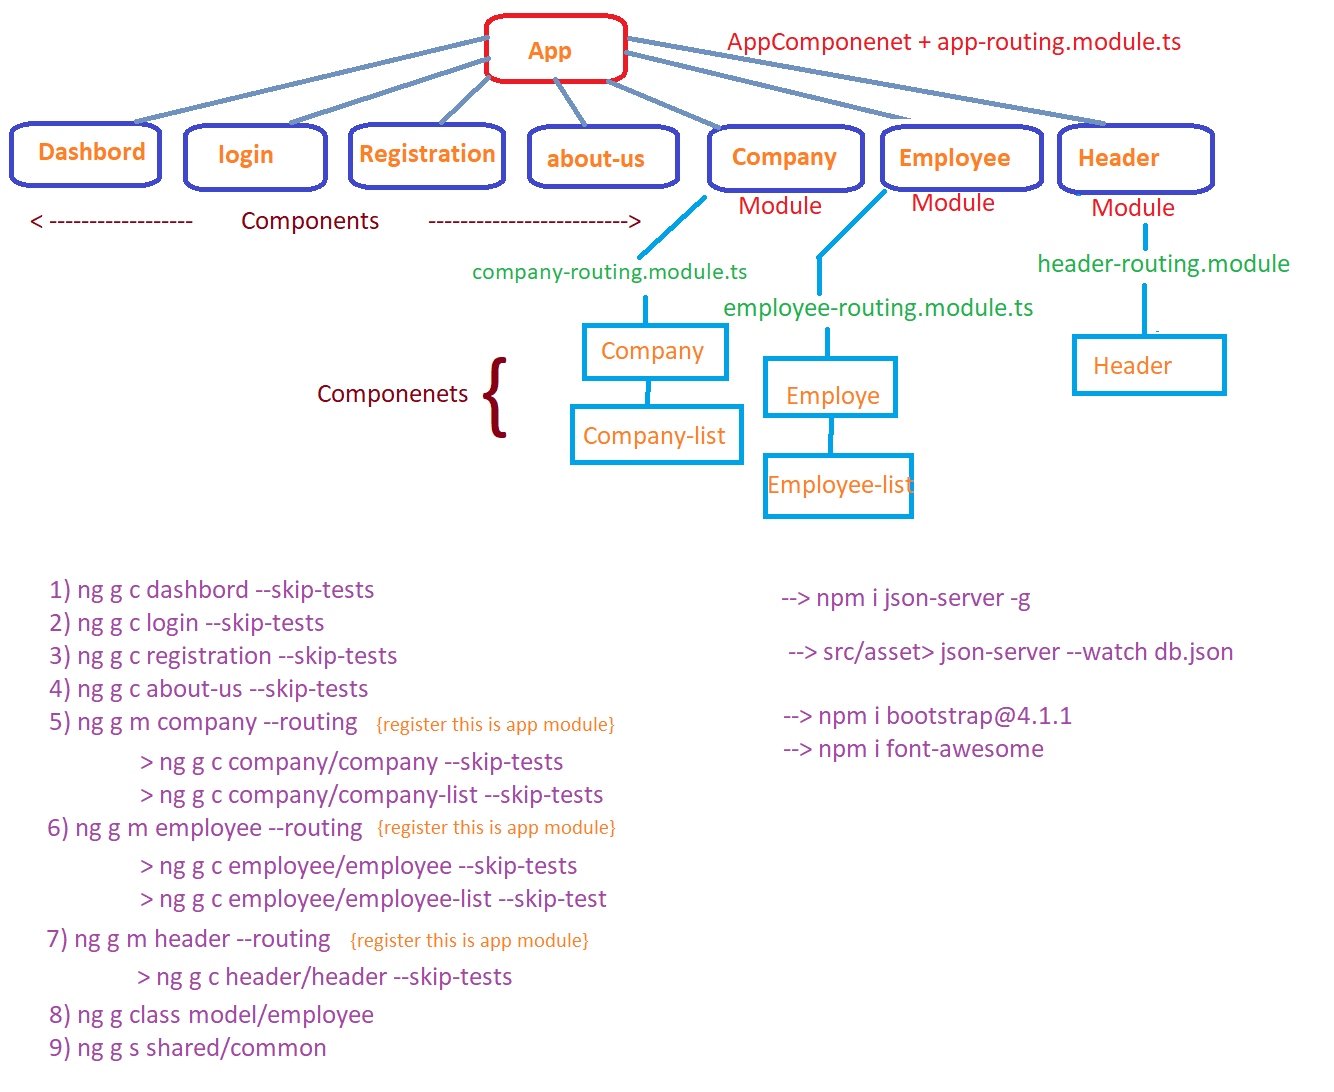 App
AppComponenet + app-routing.module.ts
Dashbord
login
Registration
about-us
Company
Employee
Header
Module
Module
Module
< ------------------ Components ------------------------->
company-routing.module.ts
header-routing.module
employee-routing.module.ts
Company
Header
Componenets {
Employe
Company-list
Employee-list
1) ng g c dashbord --skip-tests
2) ng g c login --skip-tests
3) ng g c registration --skip-tests
4) ng g c about-us --skip-tests
5) ng g m company --routing {register this is app module}
> ng g c company/company --skip-tests
> ng g c company/company-list --skip-tests
6) ng g m employee --routing {register this is app module}
> ng g c employee/employee --skip-tests
> ng g c employee/employee-list --skip-test
7) ng g m header --routing {register this is app module}
> ng g c header/header --skip-tests
8) ng g class model/employee
9) ng g s shared/common
--> npm i json-server -g
--> src/asset> json-server --watch db.json
--> npm i bootstrap@4.1.1
--> npm i font-awesome